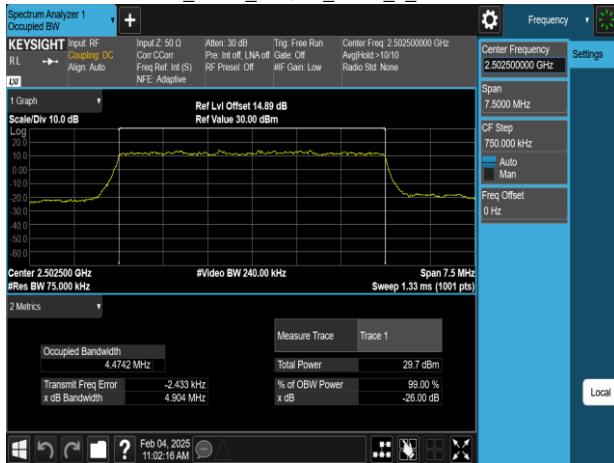 Spectrum Analyzer 1
Occupied BW
Frequency
KEYSIGHT
RL
LXI
Input: RF
Coupling: DC
Align: Auto
Input Z: 50 Ω
Corr CCorr
Freq Ref: Int (S)
NFE: Adaptive
Atten: 30 dB
Pre: Int off, LNA off
RF Preset: Off
Trig: Free Run
Gate: Off
#IF Gain: Low
Center Freq: 2.502500000 GHz
Avg|Hold:>10/10
Radio Std: None
Center Frequency
2.502500000 GHz
Settings
Span
7.5000 MHz
CF Step
750.000 kHz
Auto
Man
Freq Offset
0 Hz
1 Graph
Scale/Div 10.0 dB
Ref Lvl Offset 14.89 dB
Ref Value 30.00 dBm
Log
20.0
10.0
0.00
-10.0
-20.0
-30.0
-40.0
-50.0
-60.0
Center 2.502500 GHz
#Res BW 75.000 kHz
#Video BW 240.00 kHz
Span 7.5 MHz
Sweep 1.33 ms (1001 pts)
2 Metrics
Measure Trace Trace 1
Occupied Bandwidth
4.4742 MHz
Total Power 29.7 dBm
Transmit Freq Error -2.433 kHz
% of OBW Power 99.00 %
x dB Bandwidth 4.904 MHz
x dB -26.00 dB
Local
?
Feb 04, 2025
11:02:16 AM